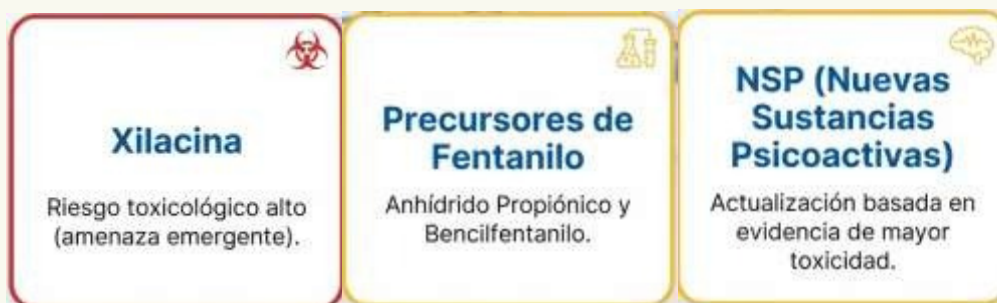 Xilacina
Riesgo toxicológico alto
(amenaza emergente).
Precursores de
Fentanilo
Anhídrido Propiónico y
Bencilfentanilo.
NSP (Nuevas
Sustancias
Psicoactivas)
Actualización basada en
evidencia de mayor
toxicidad.